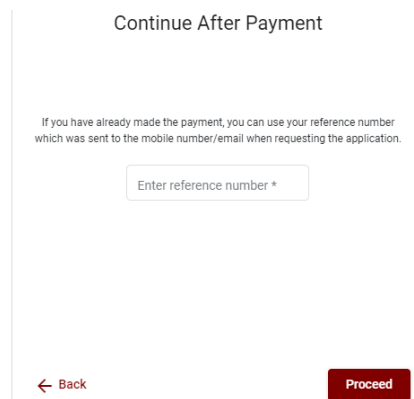 Continue After Payment
If you have already made the payment, you can use your reference number
which was sent to the mobile number/email when requesting the application.
Enter reference number *
Back
Proceed